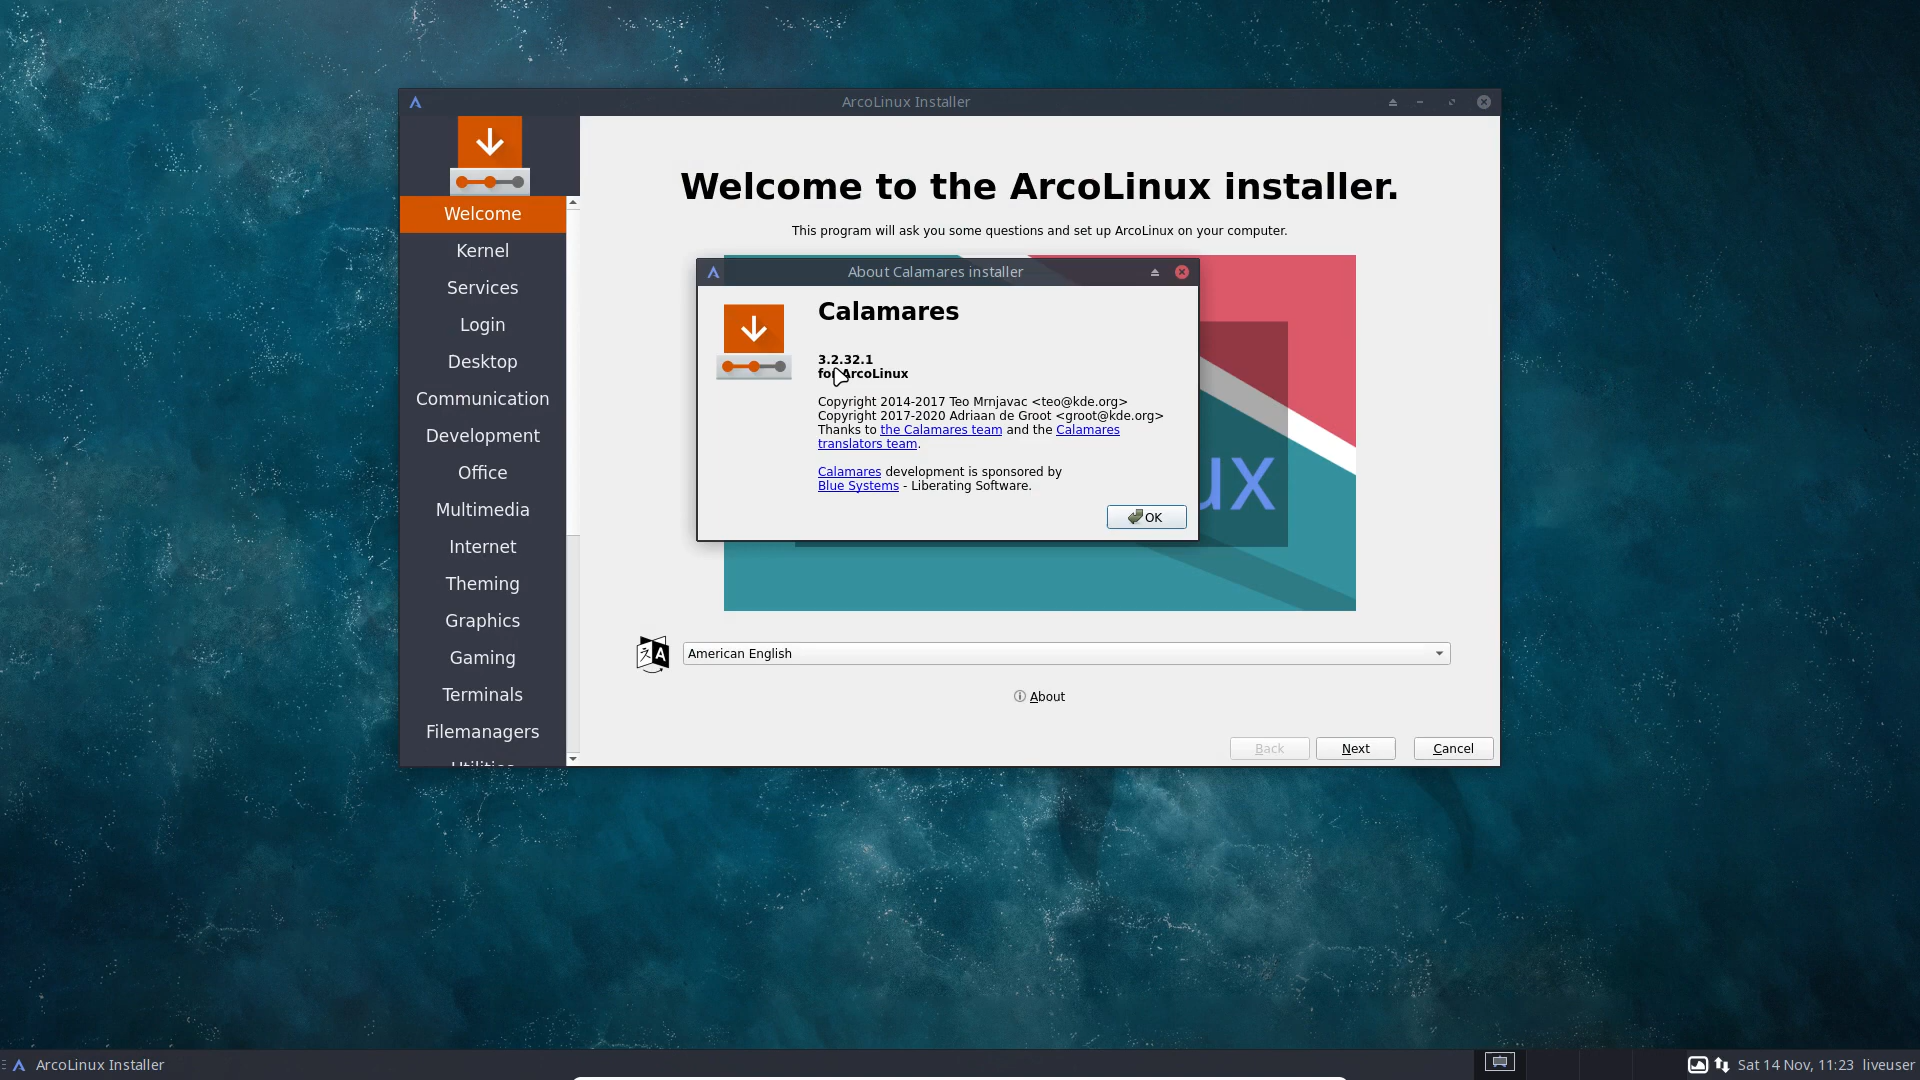 ArcoLinux Installer
Welcome
Kernel
Services
Login
Desktop
Communication
Development
Office
Multimedia
Internet
Theming
Graphics
Gaming
Terminals
Filemanagers
Utilities
Welcome to the ArcoLinux installer.
This program will ask you some questions and set up ArcoLinux on your computer.
About Calamares installer
Calamares
3.2.32.1
for ArcoLinux
Copyright 2014-2017 Teo Mrnjavac <teo@kde.org>
Copyright 2017-2020 Adriaan de Groot <groot@kde.org>
Thanks to the Calamares team and the Calamares
translators team.
Calamares development is sponsored by
Blue Systems - Liberating Software.
OK
ux
American English
About
Back
Next
Cancel
ArcoLinux Installer
Sat 14 Nov, 11:23
liveuser